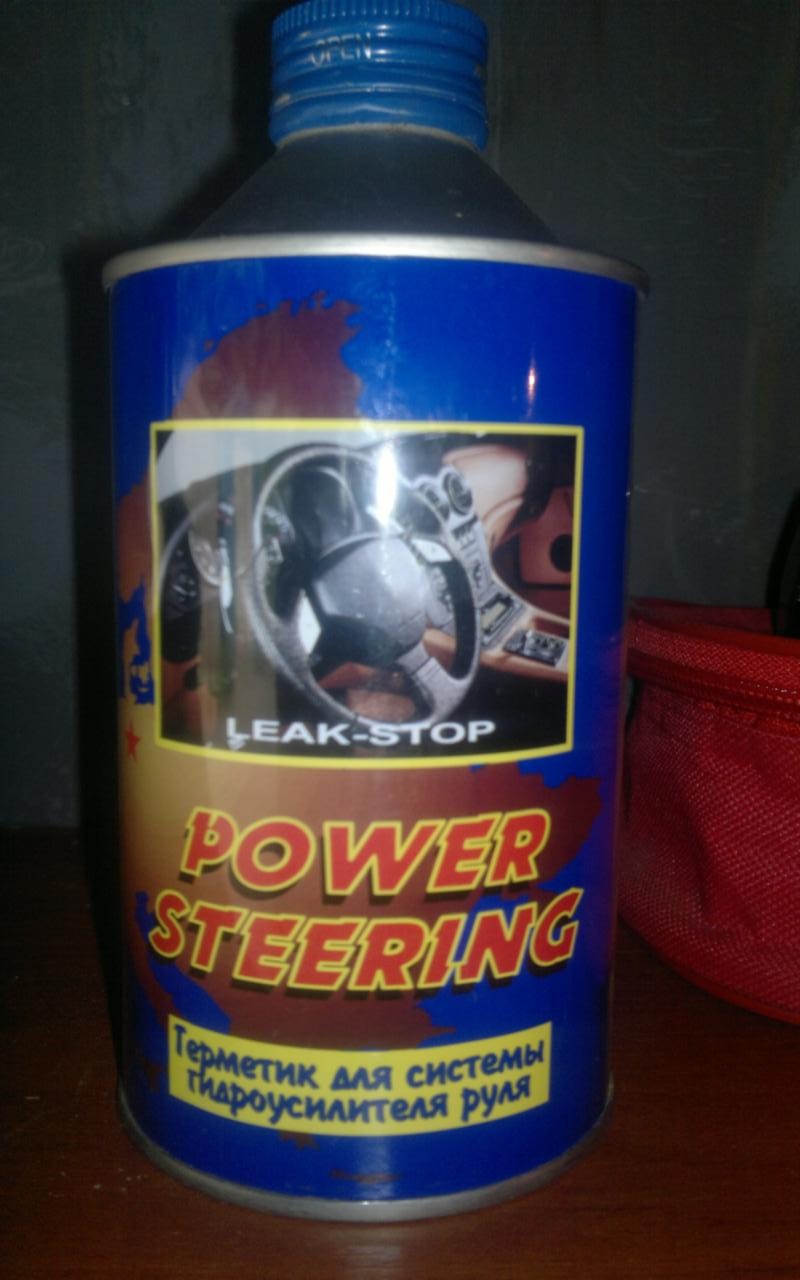 OPEN
LEAK-STOP
POWER
STEERING
Герметик для системы
гидроусилителя руля